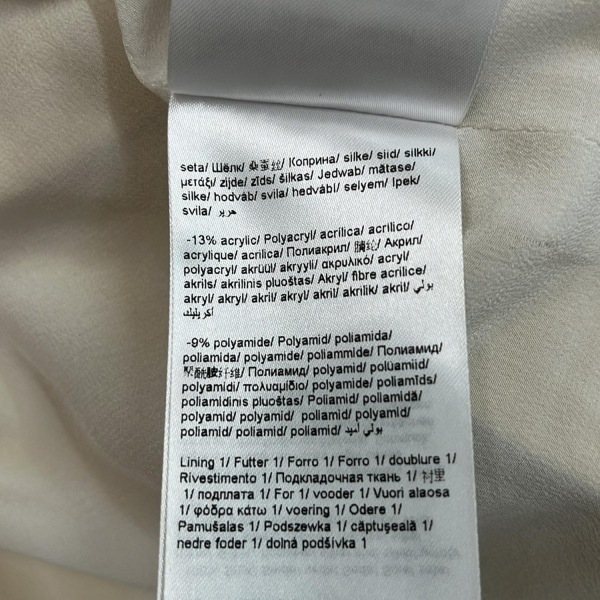 seta/ Шёлк/ 桑蚕丝/ Коприна/ silke/ siid/ silkki/
μετάξι/ zijde/ zīds/ šilkas/ Jedwab/ mătase/
silke/ hodváb/ svila/ hedvábí/ selyem/ Ipek/
svila/ حرير
-13% acrylic/ Polyacryl/ acrílica/ acrilico/
acrylique/ acrilica/ Полиакрил/ 腈纶/ Акрил/
polyacryl/ akrüül/ akryyli/ ακρυλικό/ acryl/
akrils/ akrilinis pluoštas/ Akryl/ fibre acrilice/
akryl/ akryl/ akril/ akryl/ akril/ akrilik/ akril/ بولي
أكريليك
-9% polyamide/ Polyamid/ poliamida/
poliamida/ polyamide/ poliammide/ Полиамид/
聚酰胺纤维/ Полиамид/ polyamid/ polüamiid/
polyamidi/ πολυαμίδιο/ polyamide/ poliamīds/
poliamidinis pluoštas/ Poliamid/ poliamidă/
polyamid/ polyamid/ poliamid/ polyamid/
poliamid/ poliamid/ poliamid/ بولي أميد
Lining 1/ Futter 1/ Forro 1/ Forro 1/ doublure 1/
Rivestimento 1/ Подкладочная ткань 1/ 衬里
1/ подплата 1/ For 1/ vooder 1/ Vuori alaosa
1/ φόδρα κάτω 1/ voering 1/ Odere 1/
Pamušalas 1/ Podszewka 1/ căptușeală 1/
nedre foder 1/ dolná podšívka 1